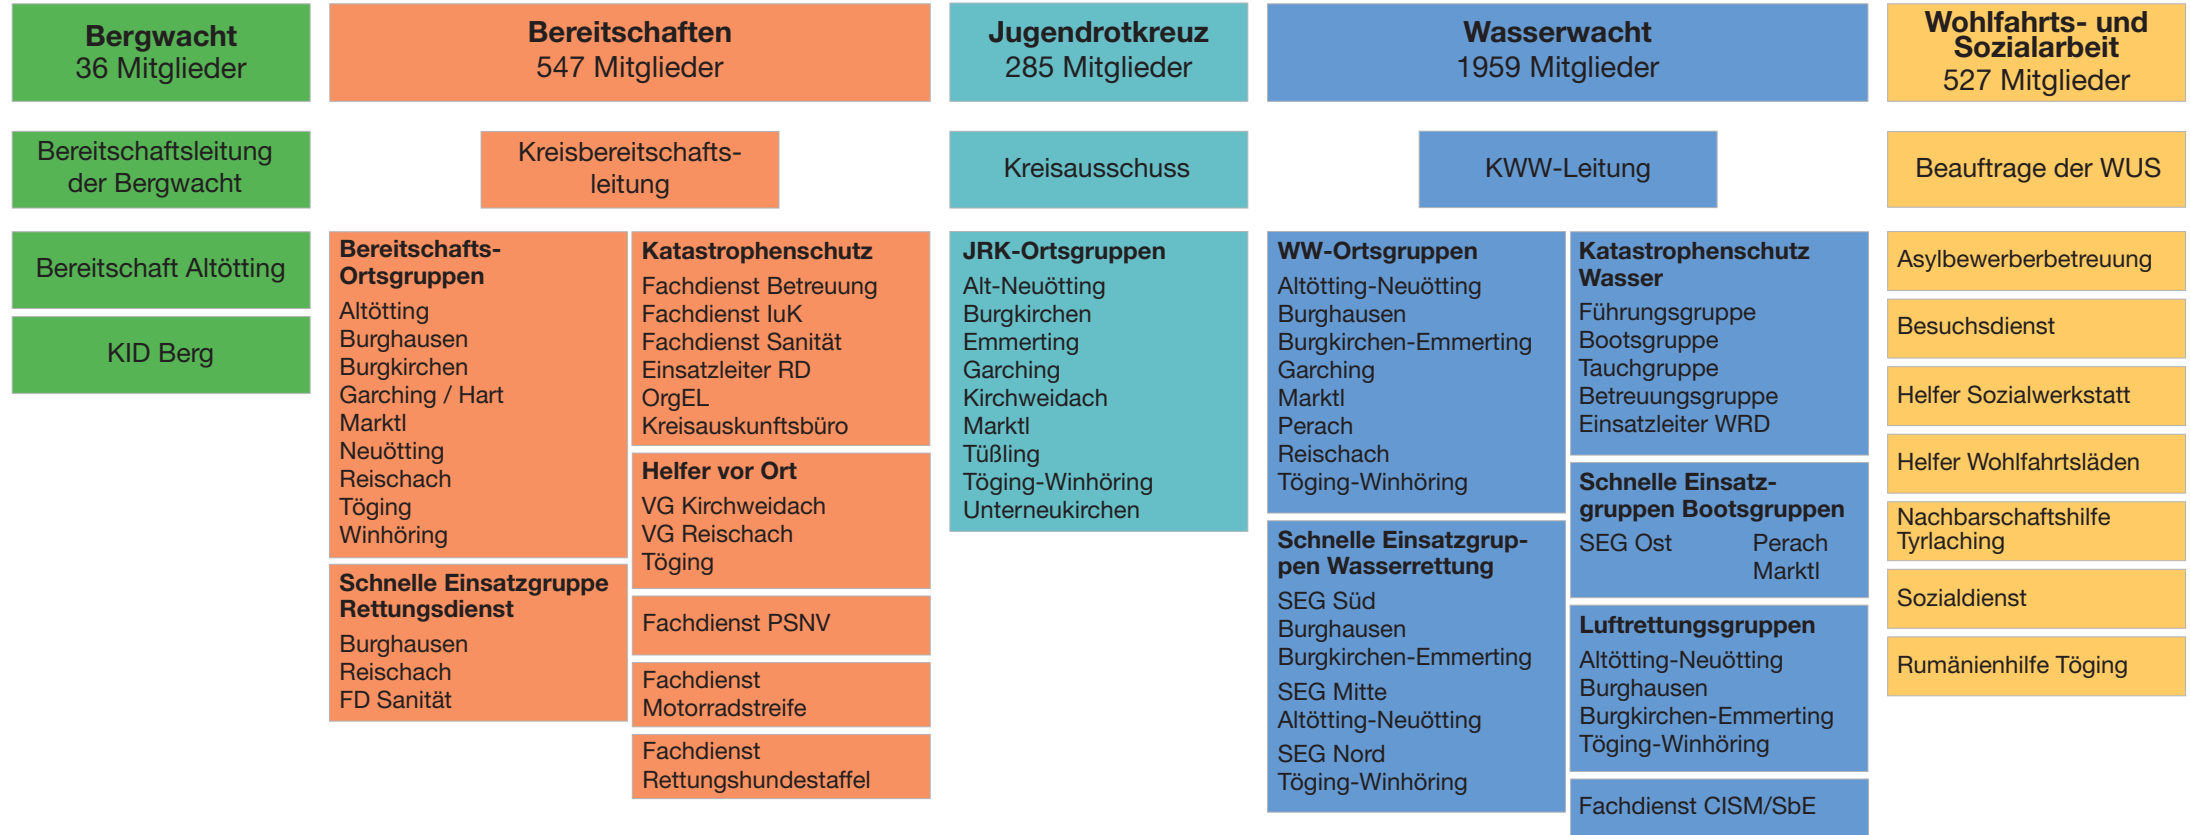 Bergwacht
36 Mitglieder
Bereitschaftsleitung
der Bergwacht
Bereitschaft Altötting
KID Berg
Bereitschaften
547 Mitglieder
Kreisbereitschafts-
leitung
Bereitschafts-
Ortsgruppen
Altötting
Burghausen
Burgkirchen
Garching / Hart
Marktl
Neuötting
Reischach
Töging
Winhöring
Schnelle Einsatzgruppe
Rettungsdienst
Burghausen
Reischach
FD Sanität
Katastrophenschutz
Fachdienst Betreuung
Fachdienst IuK
Fachdienst Sanität
Einsatzleiter RD
OrgEL
Kreisauskunftsbüro
Helfer vor Ort
VG Kirchweidach
VG Reischach
Töging
Fachdienst PSNV
Fachdienst
Motorradstreife
Fachdienst
Rettungshundestaffel
Jugendrotkreuz
285 Mitglieder
Kreisausschuss
JRK-Ortsgruppen
Alt-Neuötting
Burgkirchen
Emmerting
Garching
Kirchweidach
Marktl
Tüßling
Töging-Winhöring
Unterneukirchen
Wasserwacht
1959 Mitglieder
KWW-Leitung
WW-Ortsgruppen
Altötting-Neuötting
Burghausen
Burgkirchen-Emmerting
Garching
Marktl
Perach
Reischach
Töging-Winhöring
Schnelle Einsatzgrup-
pen Wasserrettung
SEG Süd
Burghausen
Burgkirchen-Emmerting
SEG Mitte
Altötting-Neuötting
SEG Nord
Töging-Winhöring
Katastrophenschutz
Wasser
Führungsgruppe
Bootsgruppe
Tauchgruppe
Betreuungsgruppe
Einsatzleiter WRD
Schnelle Einsatz-
gruppen Bootsgruppen
SEG Ost Perach
Marktl
Luftrettungsgruppen
Altötting-Neuötting
Burghausen
Burgkirchen-Emmerting
Töging-Winhöring
Fachdienst CISM/SbE
Wohlfahrts- und
Sozialarbeit
527 Mitglieder
Beauftrage der WUS
Asylbewerberbetreuung
Besuchsdienst
Helfer Sozialwerkstatt
Helfer Wohlfahrtsläden
Nachbarschaftshilfe
Tyrlaching
Sozialdienst
Rumänienhilfe Töging